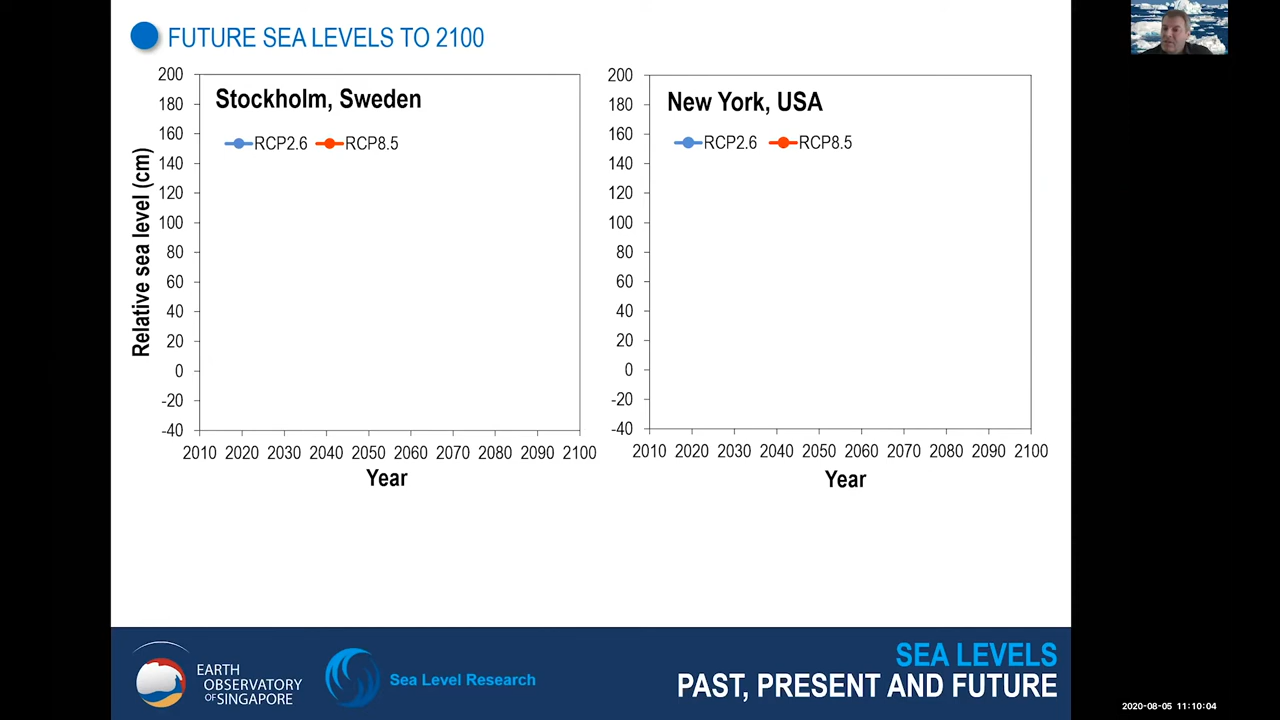 FUTURE SEA LEVELS TO 2100
Stockholm, Sweden
RCP2.6 RCP8.5
Relative sea level (cm)
200
180
160
140
120
100
80
60
40
20
0
-20
-40
2010 2020 2030 2040 2050 2060 2070 2080 2090 2100
Year
New York, USA
RCP2.6 RCP8.5
200
180
160
140
120
100
80
60
40
20
0
-20
-40
2010 2020 2030 2040 2050 2060 2070 2080 2090 2100
Year
EARTH
OBSERVATORY
OF SINGAPORE
Sea Level Research
SEA LEVELS
PAST, PRESENT AND FUTURE
2020-08-05 11:10:04